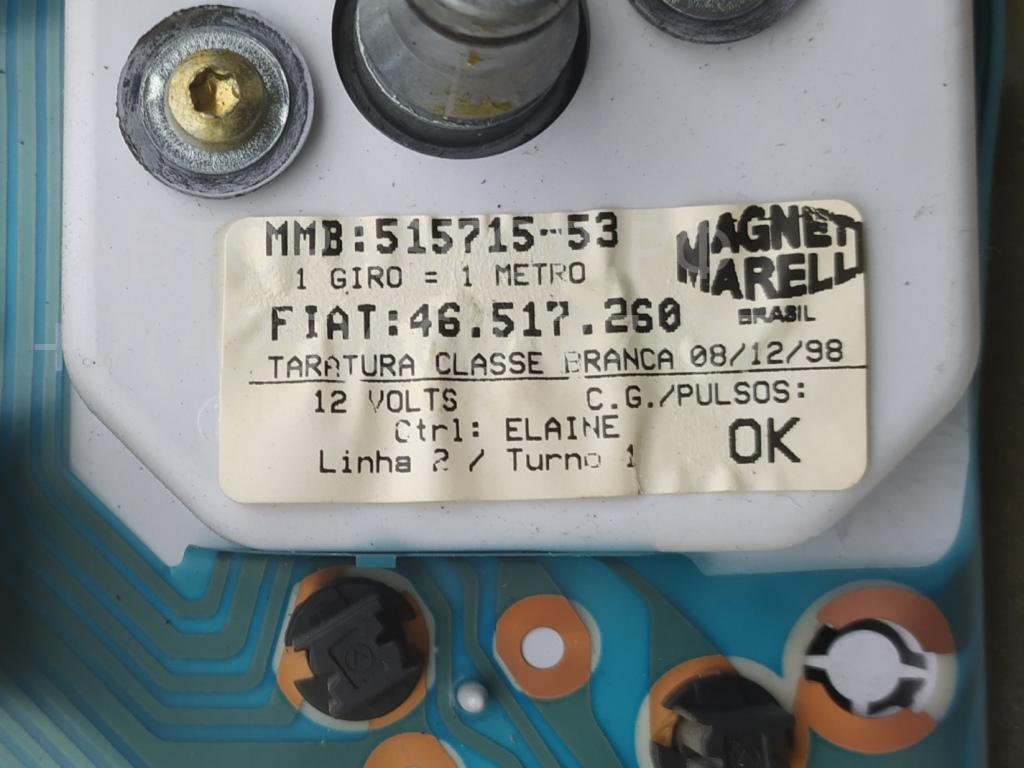 MMB:515715-53
MAGNETI
MARELLI
1 GIRO = 1 METRO
FIAT:46.517.260
BRASIL
TARATURA CLASSE BRANCA 08/12/98
12 VOLTS C.G./PULSOS:
Ctrl: ELAINE OK
Linha 2 / Turno 1